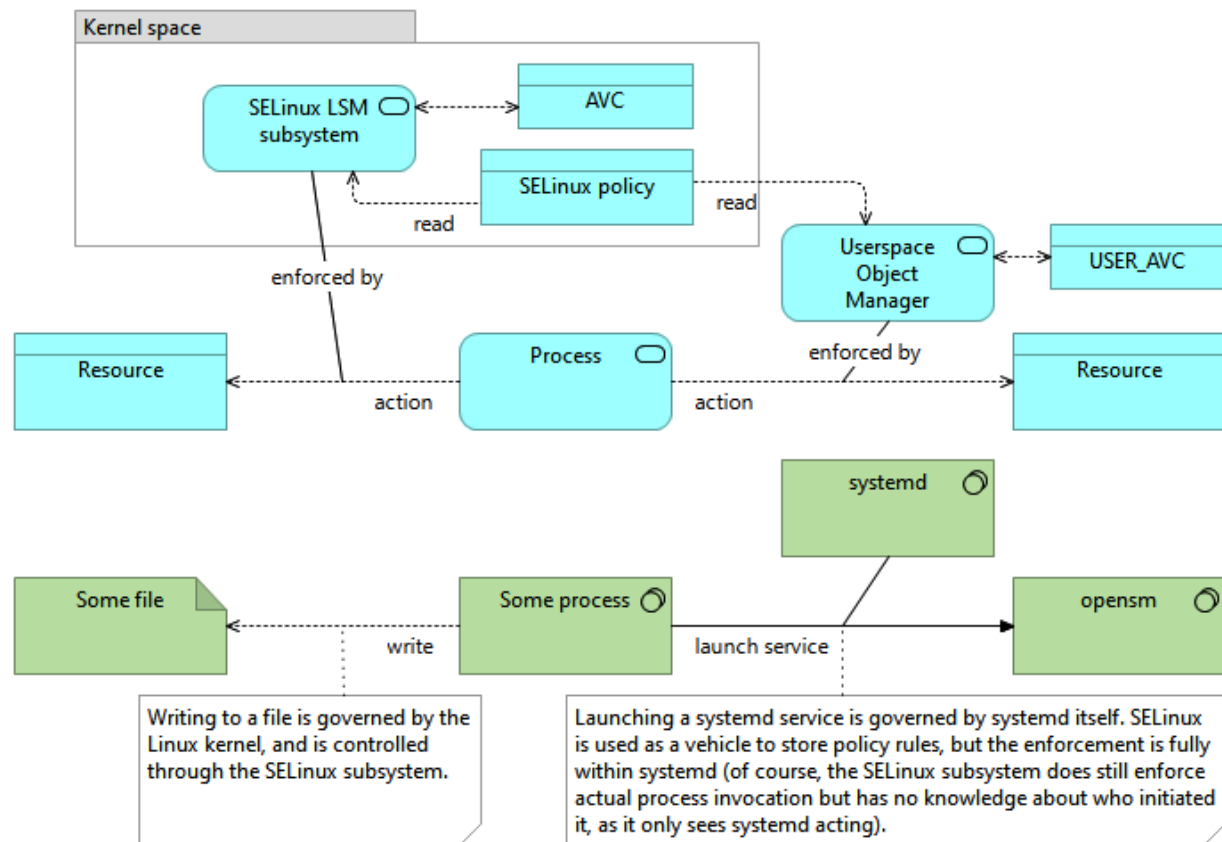 Kernel space
SELinux LSM
subsystem
AVC
SELinux policy
read
read
Userspace
Object
Manager
USER_AVC
enforced by
enforced by
Resource
Process
Resource
action
action
systemd
Some file
Some process
opensm
write
launch service
Writing to a file is governed by the
Linux kernel, and is controlled
through the SELinux subsystem.
Launching a systemd service is governed by systemd itself. SELinux
is used as a vehicle to store policy rules, but the enforcement is fully
within systemd (of course, the SELinux subsystem does still enforce
actual process invocation but has no knowledge about who initiated
it, as it only sees systemd acting).